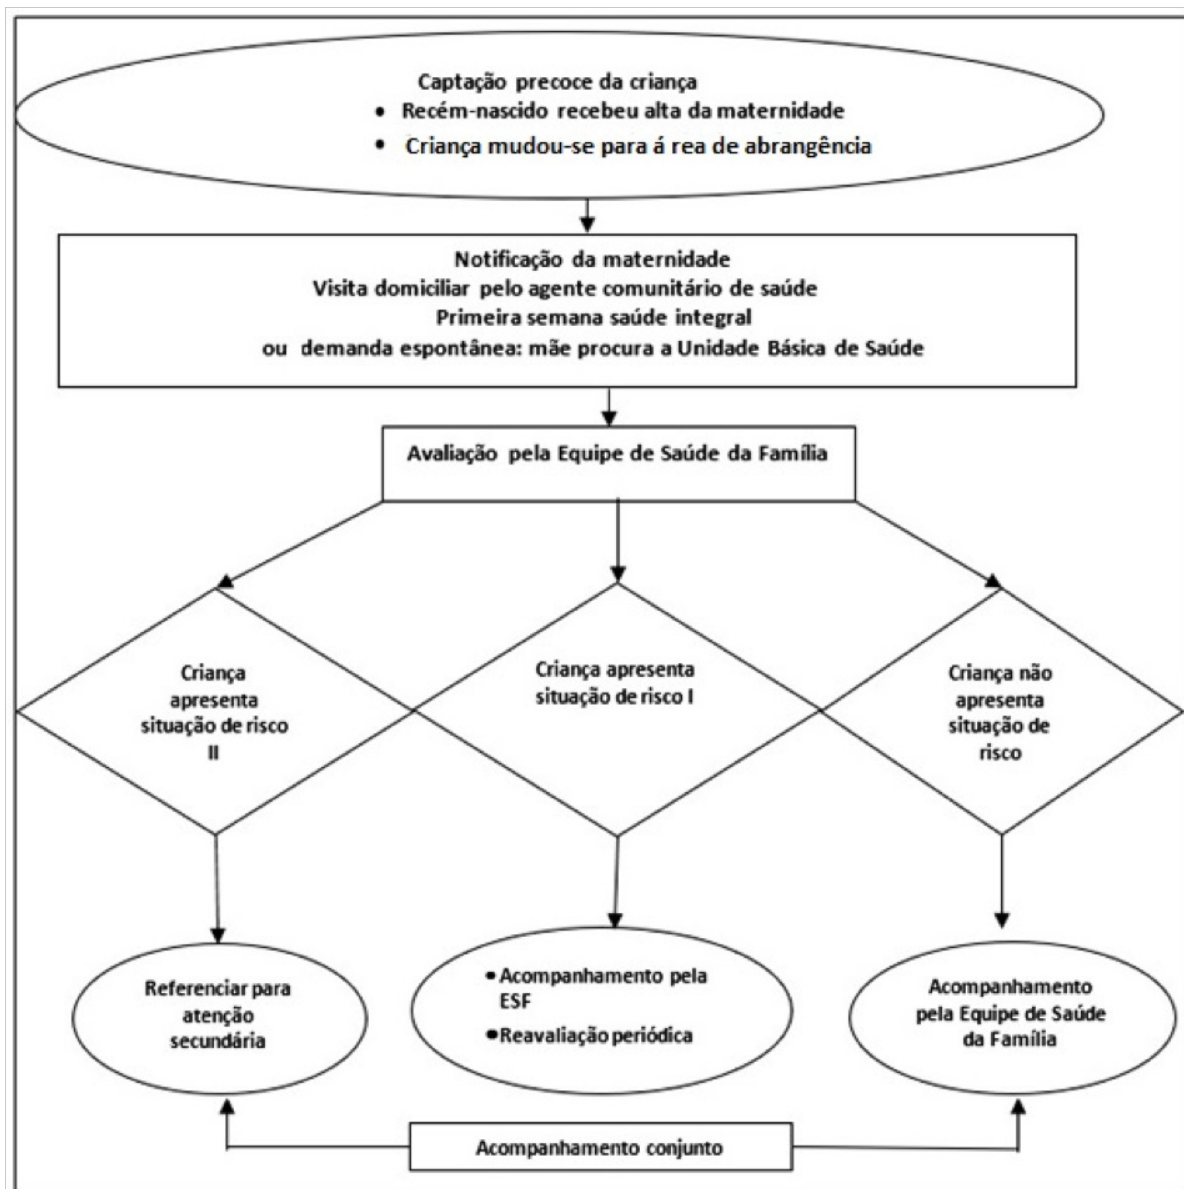 Captação precoce da criança
• Recém-nascido recebeu alta da maternidade
• Criança mudou-se para á rea de abrangência
Notificação da maternidade
Visita domiciliar pelo agente comunitário de saúde
Primeira semana saúde integral
ou demanda espontânea: mãe procura a Unidade Básica de Saúde
Avaliação pela Equipe de Saúde da Família
Criança
apresenta
situação de risco
II
Criança apresenta
situação de risco I
Criança não
apresenta
situação de
risco
Referenciar para
atenção
secundária
•Acompanhamento pela
ESF
•Reavaliação periódica
Acompanhamento
pela Equipe de Saúde
da Família
Acompanhamento conjunto